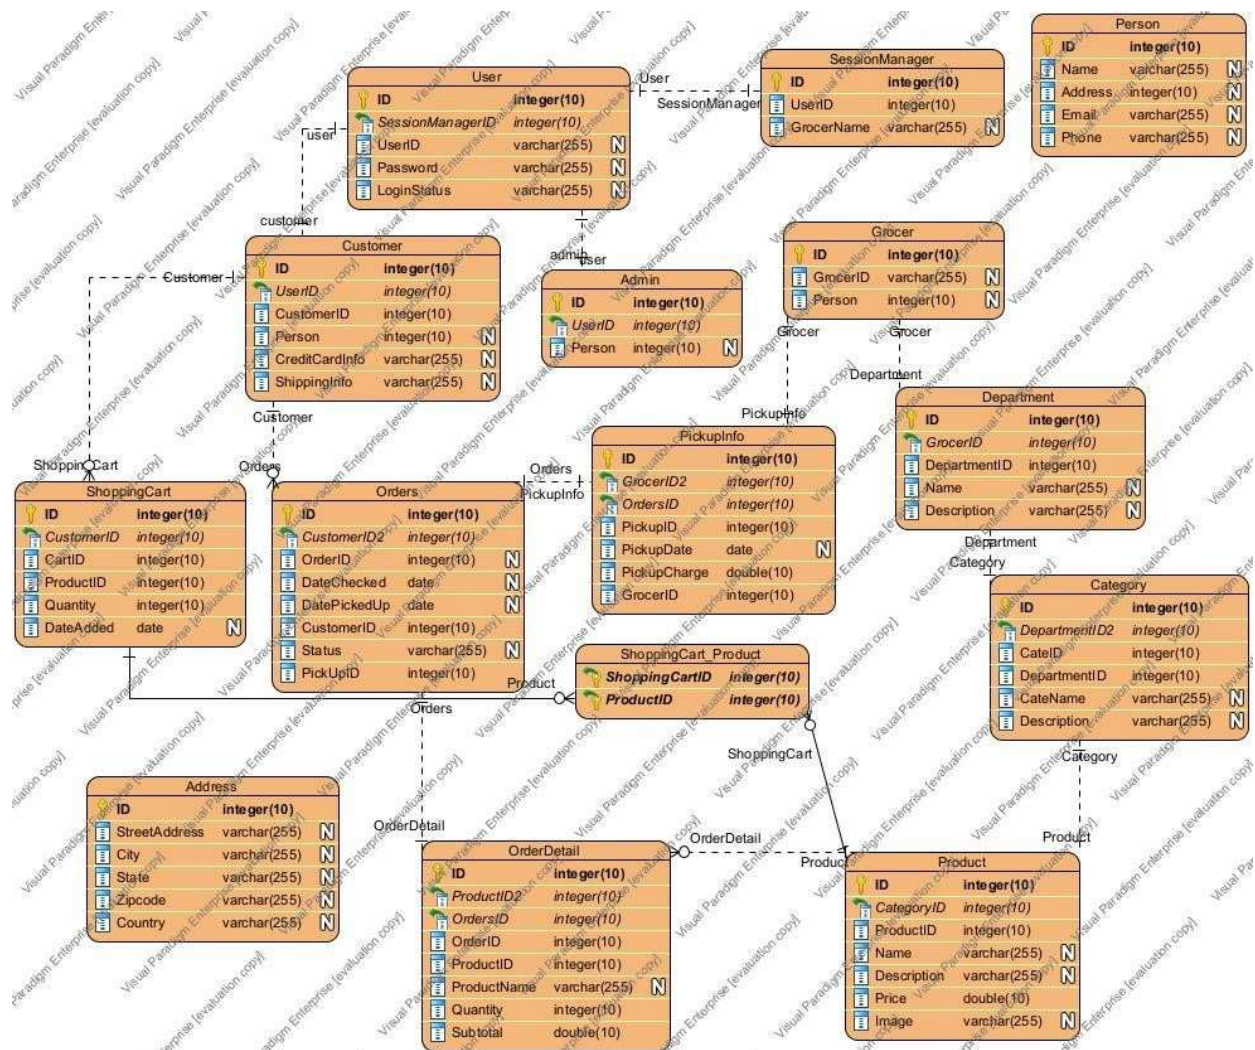 Visual Paradigm Enterprise [evaluation copy]
Person
ID integer(10)
Name varchar(255) N
Address integer(10) N
Email varchar(255) N
Phone varchar(255) N
SessionManager
ID integer(10)
UserID integer(10)
GrocerName varchar(255) N
User
ID integer(10)
SessionManagerID integer(10)
UserID varchar(255) N
Password varchar(255) N
LoginStatus varchar(255) N
User
SessionManager
user
customer
admin
user
Customer
ID integer(10)
UserID integer(10)
CustomerID integer(10)
Person integer(10) N
CreditCardInfo varchar(255) N
ShippingInfo varchar(255) N
Customer
Customer
Admin
ID integer(10)
UserID integer(10)
Person integer(10) N
Grocer
ID integer(10)
GrocerID varchar(255) N
Person integer(10) N
Grocer
Grocer
Department
PickupInfo
Department
ID integer(10)
GrocerID integer(10)
DepartmentID integer(10)
Name varchar(255) N
Description varchar(255) N
Department
Category
PickupInfo
ID integer(10)
GrocerID2 integer(10)
OrdersID integer(10)
PickupID integer(10)
PickupDate date N
PickupCharge double(10)
GrocerID integer(10)
ShoppingCart
Orders
Orders
PickupInfo
ShoppingCart
ID integer(10)
CustomerID integer(10)
CartID integer(10)
ProductID integer(10)
Quantity integer(10)
DateAdded date N
Orders
ID integer(10)
CustomerID2 integer(10)
OrderID integer(10) N
DateChecked date N
DatePickedUp date N
CustomerID integer(10)
Status varchar(255) N
PickUpID integer(10)
Category
ID integer(10)
DepartmentID2 integer(10)
CateID integer(10)
DepartmentID integer(10)
CateName varchar(255) N
Description varchar(255) N
ShoppingCart_Product
ShoppingCartID integer(10)
ProductID integer(10)
Product
Orders
ShoppingCart
Category
Address
ID integer(10)
StreetAddress varchar(255) N
City varchar(255) N
State varchar(255) N
Zipcode varchar(255) N
Country varchar(255) N
OrderDetail
OrderDetail
Product
Product
OrderDetail
ID integer(10)
ProductID2 integer(10)
OrdersID integer(10)
OrderID integer(10)
ProductID integer(10)
ProductName varchar(255) N
Quantity integer(10)
Subtotal double(10)
Product
ID integer(10)
CategoryID integer(10)
ProductID integer(10)
Name varchar(255) N
Description varchar(255) N
Price double(10)
Image varchar(255) N